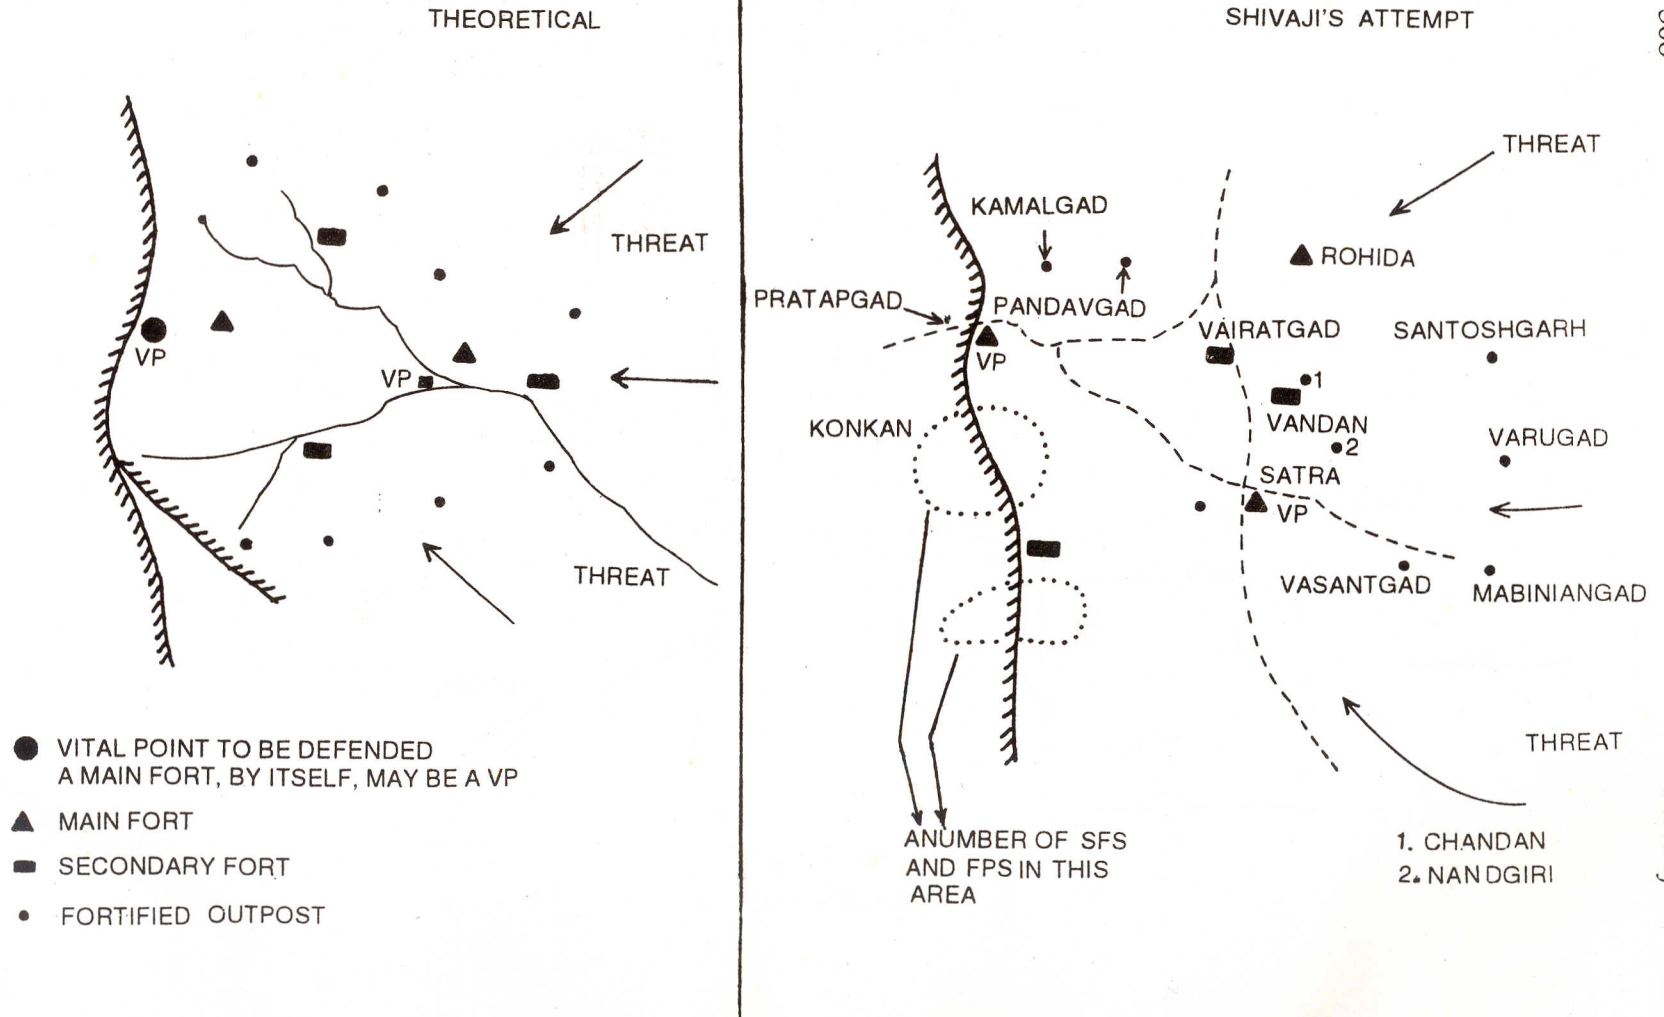 THEORETICAL
THREAT
VP
VP
THREAT
VITAL POINT TO BE DEFENDED
A MAIN FORT, BY ITSELF, MAY BE A VP
MAIN FORT
SECONDARY FORT
FORTIFIED OUTPOST
SHIVAJI'S ATTEMPT
THREAT
KAMALGAD
ROHIDA
PRATAPGAD
PANDAVGAD
VAIRATGAD
SANTOSHGARH
VP
1
KONKAN
VANDAN
2
VARUGAD
SATRA
VP
VASANTGAD
MABINIANGAD
THREAT
ANUMBER OF SFS
AND FPS IN THIS
AREA
1. CHANDAN
2. NANDGIRI